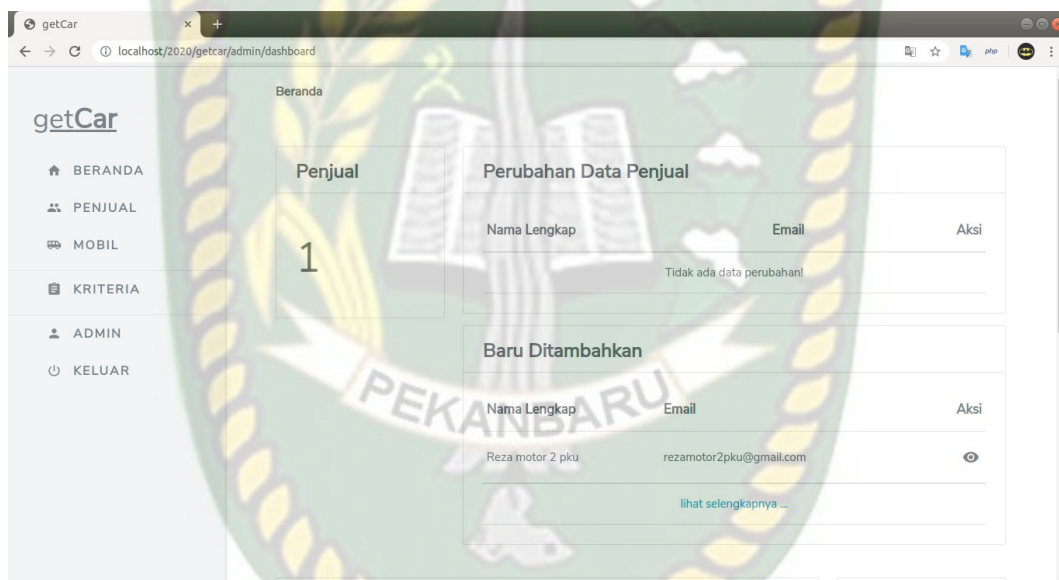 getCar
localhost/2020/getcar/admin/dashboard
php
getCar
BERANDA
PENJUAL
MOBIL
KRITERIA
ADMIN
KELUAR
Beranda
Penjual
1
Perubahan Data Penjual
Nama Lengkap Email Aksi
Tidak ada data perubahan!
Baru Ditambahkan
Nama Lengkap Email Aksi
Reza motor 2 pku rezamotor2pku@gmail.com
lihat selengkapnya ...
PEKANBARU